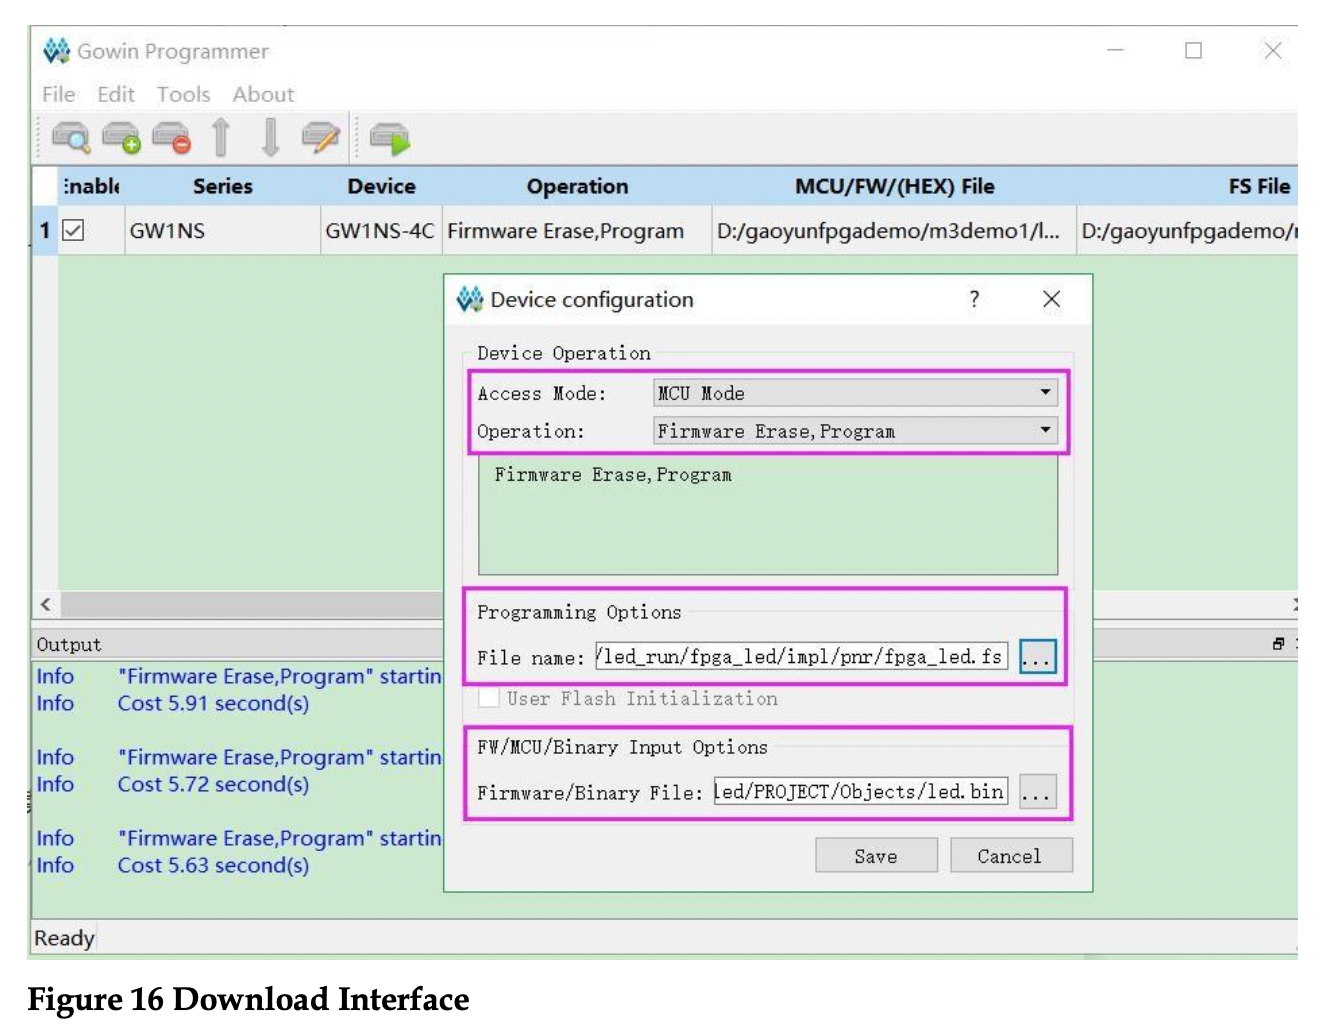 Gowin Programmer
File Edit Tools About
Enable Series Device Operation MCU/FW/(HEX) File FS File
1 GW1NS GW1NS-4C Firmware Erase,Program D:/gaoyunfpgademo/m3demo1/l... D:/gaoyunfpgademo/
Device configuration ?
Device Operation
Access Mode: MCU Mode
Operation: Firmware Erase,Program
Firmware Erase,Program
Programming Options
File name: /led_run/fpga_led/impl/pnr/fpga_led.fs ...
User Flash Initialization
FW/MCU/Binary Input Options
Firmware/Binary File: led/PROJECT/Objects/led.bin ...
Save Cancel
Output
Info "Firmware Erase,Program" startin
Info Cost 5.91 second(s)
Info "Firmware Erase,Program" startin
Info Cost 5.72 second(s)
Info "Firmware Erase,Program" startin
Info Cost 5.63 second(s)
Ready
Figure 16 Download Interface